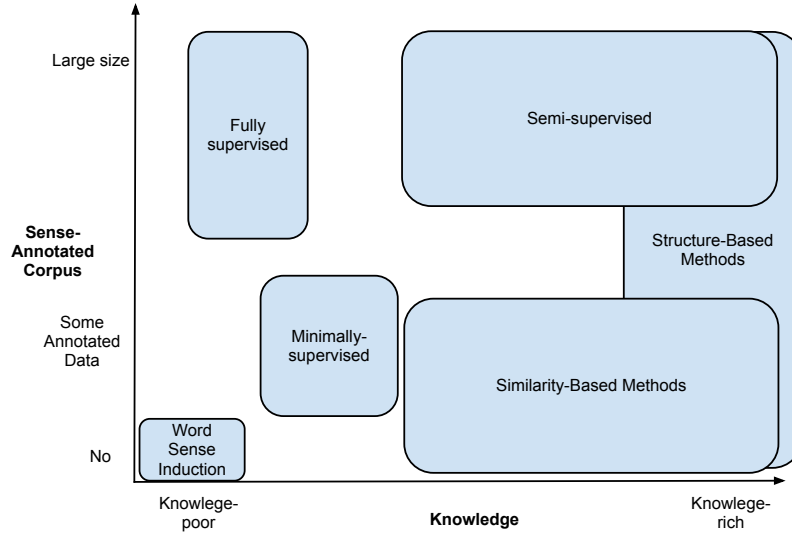 Large size
Fully
supervised
Semi-supervised
Sense-
Annotated
Corpus
Structure-Based
Methods
Some
Annotated
Data
Minimally-
supervised
Similarity-Based Methods
No
Word
Sense
Induction
Knowlege-
poor
Knowledge
Knowlege-
rich